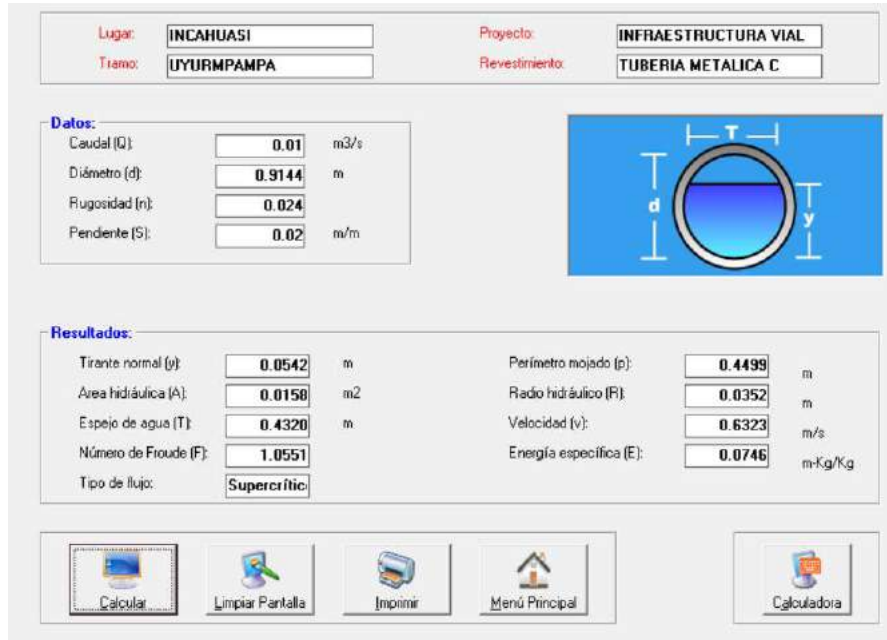 Lugar: INCAHUASI Proyecto: INFRAESTRUCTURA VIAL
Tramo: UYURMPAMPA Revestimiento: TUBERIA METALICA C
Datos:
Caudal (Q): 0.01 m3/s
Diámetro (d): 0.9144 m
Rugosidad (n): 0.024
Pendiente (S): 0.02 m/m
T
d
y
Resultados:
Tirante normal (y): 0.0542 m Perímetro mojado (p): 0.4499 m
Area hidráulica (A): 0.0158 m2 Radio hidráulico (R): 0.0352 m
Espejo de agua (T): 0.4320 m Velocidad (v): 0.6323 m/s
Número de Froude (F): 1.0551 Energía específica (E): 0.0746 m-Kg/Kg
Tipo de flujo: Supercrític
Calcular Limpiar Pantalla Imprimir Menú Principal Calculadora